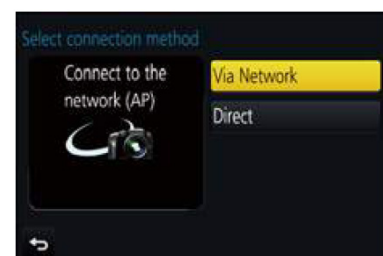 Select connection method
Connect to the
network (AP)
Via Network
Direct